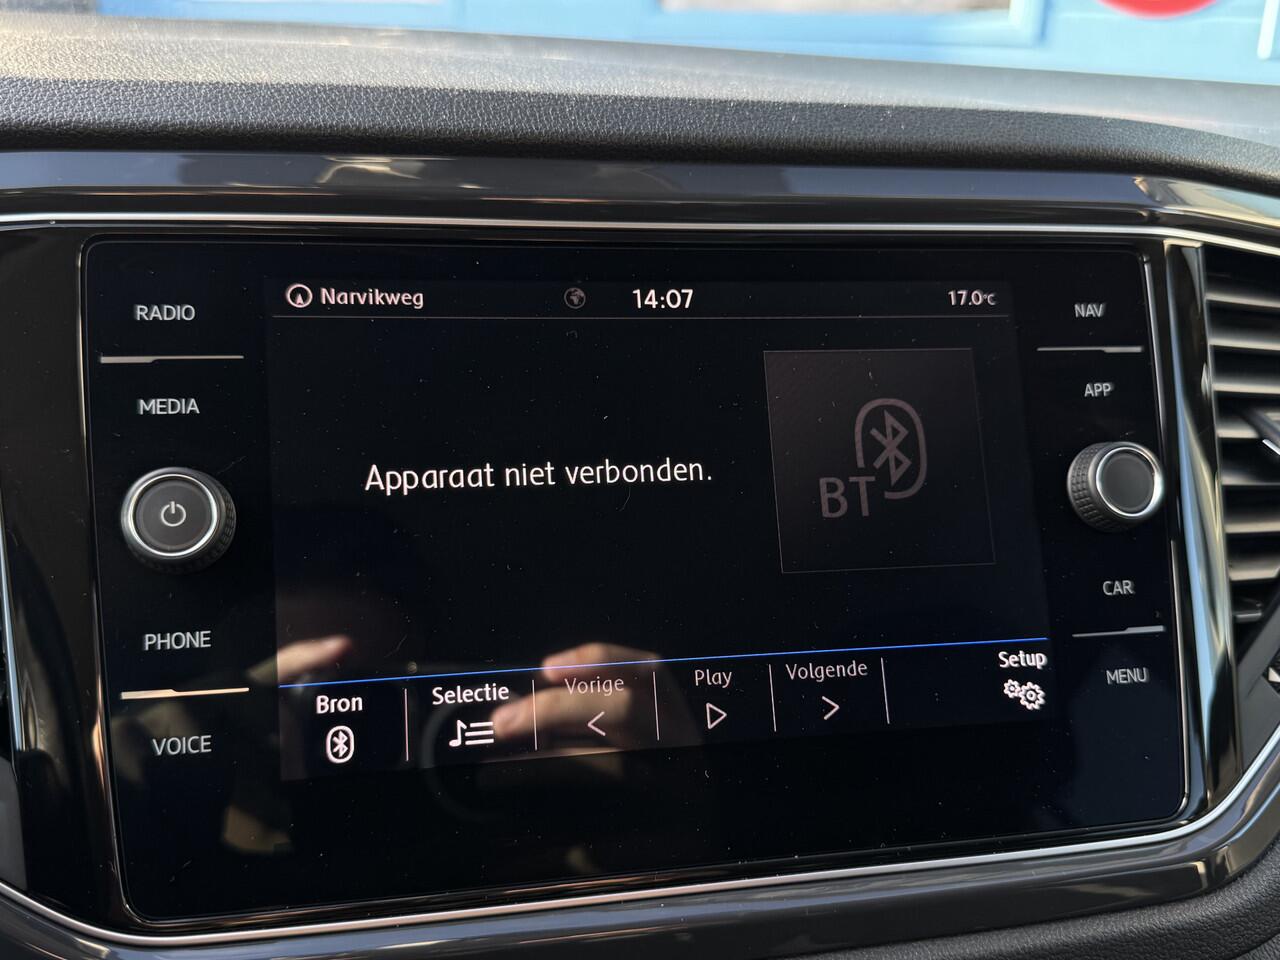 Narvikweg 14:07 17.0°C
RADIO
MEDIA
PHONE
VOICE
Apparaat niet verbonden.
BT
Bron
Selectie
Vorige
Play
Volgende
Setup
NAV
APP
CAR
MENU